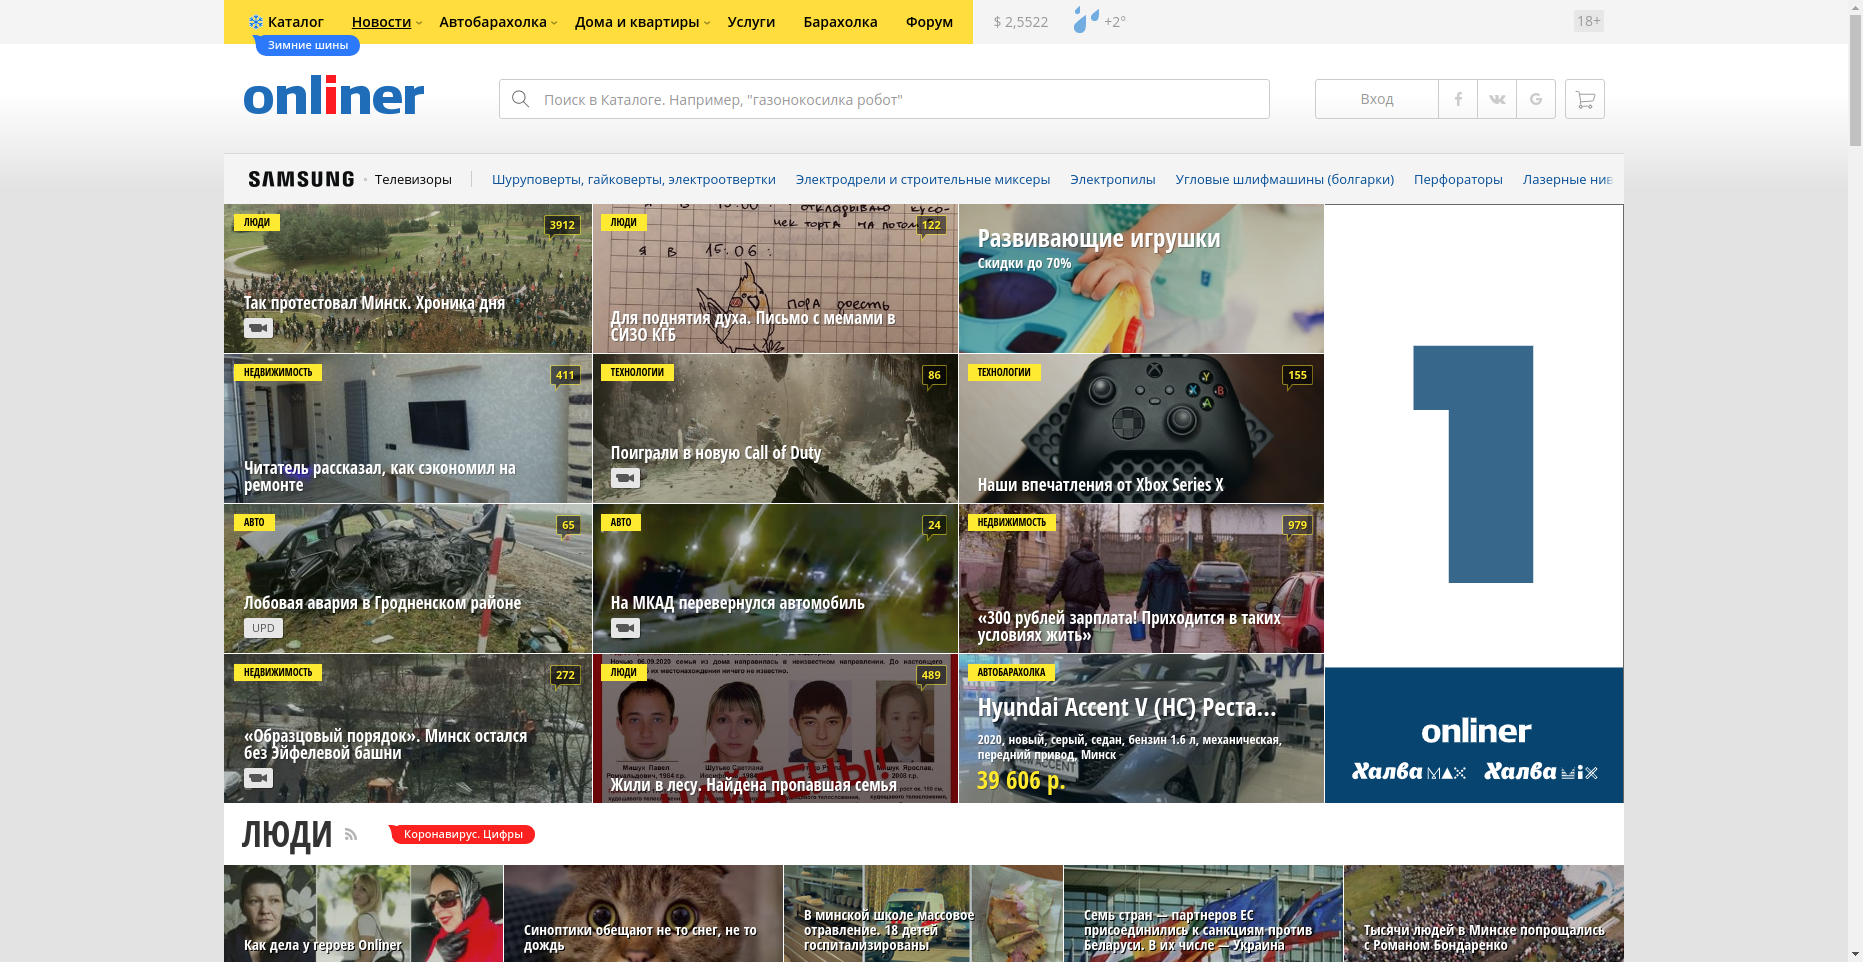 Каталог
Новости
Автобарахолка
Дома и квартиры
Услуги
Барахолка
Форум
$ 2,5522
+2°
18+
Зимние шины
onliner
Поиск в Каталоге. Например, "газонокосилка робот"
Вход
SAMSUNG
Телевизоры
Шуруповерты, гайковерты, электроотвертки
Электродрели и строительные миксеры
Электропилы
Угловые шлифмашины (болгарки)
Перфораторы
Лазерные нив
ЛЮДИ
3912
Так протестовал Минск. Хроника дня
ЛЮДИ
122
Я В 15:06:
ПОРА ПОЕСТЬ
Для поднятия духа. Письмо с мемами в
СИЗО КГБ
Развивающие игрушки
Скидки до 70%
НЕДВИЖИМОСТЬ
411
Читатель рассказал, как сэкономил на
ремонте
ТЕХНОЛОГИИ
86
Поиграли в новую Call of Duty
ТЕХНОЛОГИИ
155
Наши впечатления от Xbox Series X
1
АВТО
65
Лобовая авария в Гродненском районе
UPD
АВТО
24
На МКАД перевернулся автомобиль
НЕДВИЖИМОСТЬ
979
«300 рублей зарплата! Приходится в таких
условиях жить»
НЕДВИЖИМОСТЬ
272
«Образцовый порядок». Минск остался
без Эйфелевой башни
ЛЮДИ
489
Жили в лесу. Найдена пропавшая семья
АВТОБАРАХОЛКА
Hyundai Accent V (HC) Реста...
2020, новый, серый, седан, бензин 1.6 л, механическая,
передний привод, Минск
39 606 р.
onliner
Халва MAX Халва MIX
ЛЮДИ
Коронавирус. Цифры
Как дела у героев Onliner
Синоптики обещают не то снег, не то
дождь
В минской школе массовое
отравление. 18 детей
госпитализированы
Семь стран — партнеров ЕС
присоединились к санкциям против
Беларуси. В их числе — Украина
Тысячи людей в Минске попрощались
с Романом Бондаренко